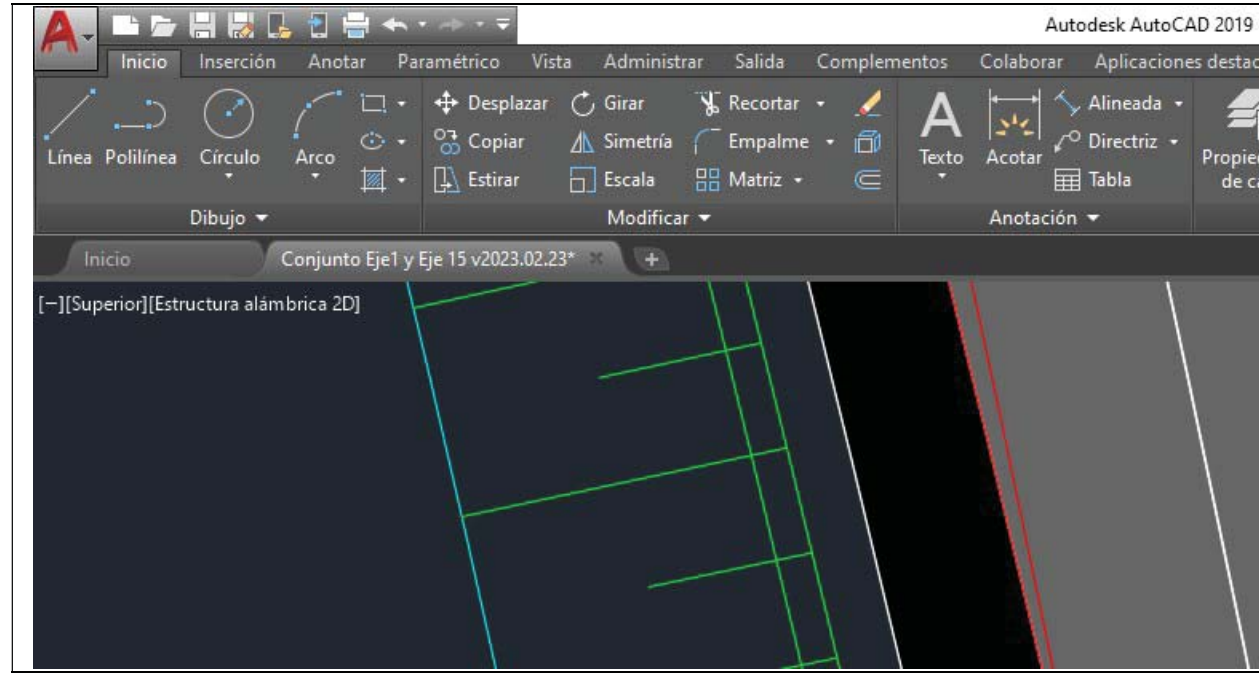 Autodesk AutoCAD 2019
Inicio Inserción Anotar Paramétrico Vista Administrar Salida Complementos Colaborar Aplicaciones destac
Línea Polilínea Círculo Arco
Desplazar Girar Recortar
Copiar Simetría Empalme
Estirar Escala Matriz
Texto Acotar
Alineada
Directriz
Tabla
Propied
de ca
Dibujo Modificar Anotación
Inicio Conjunto Eje1 y Eje 15 v2023.02.23*
[−][Superior][Estructura alámbrica 2D]